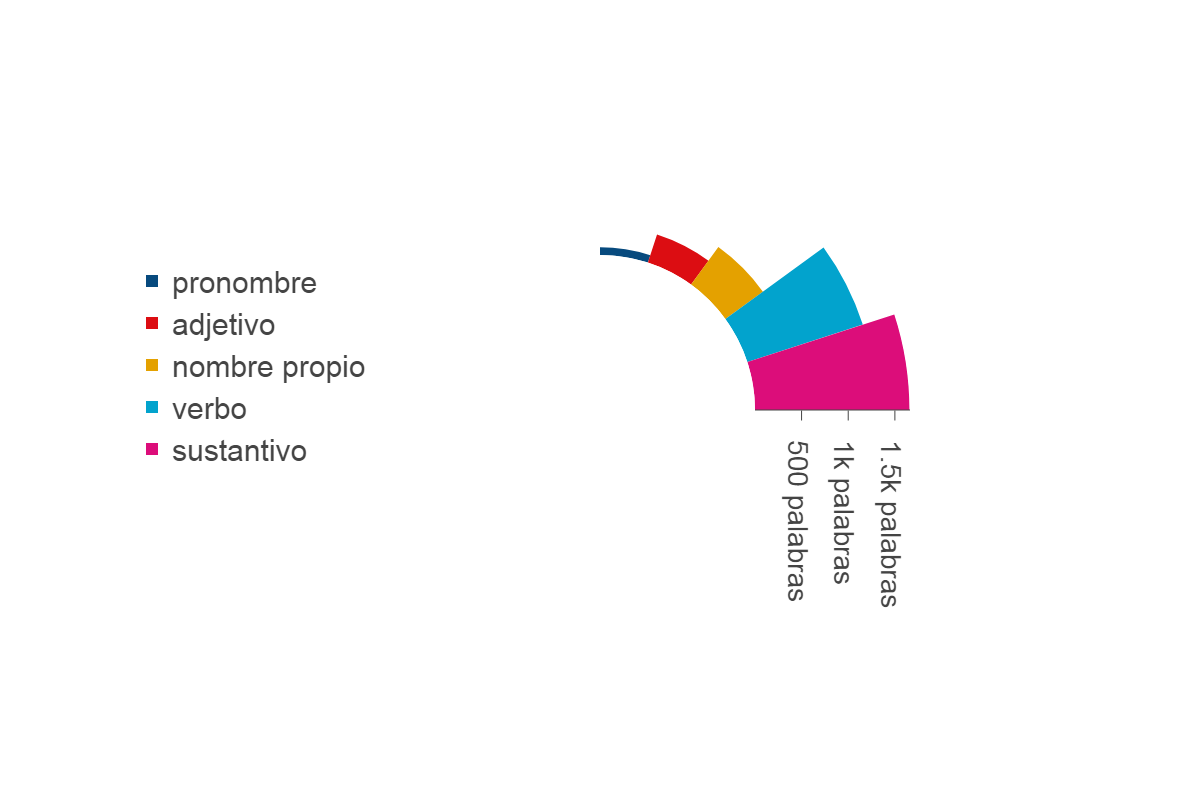 pronombre
adjetivo
nombre propio
verbo
sustantivo
500 palabras
1k palabras
1.5k palabras